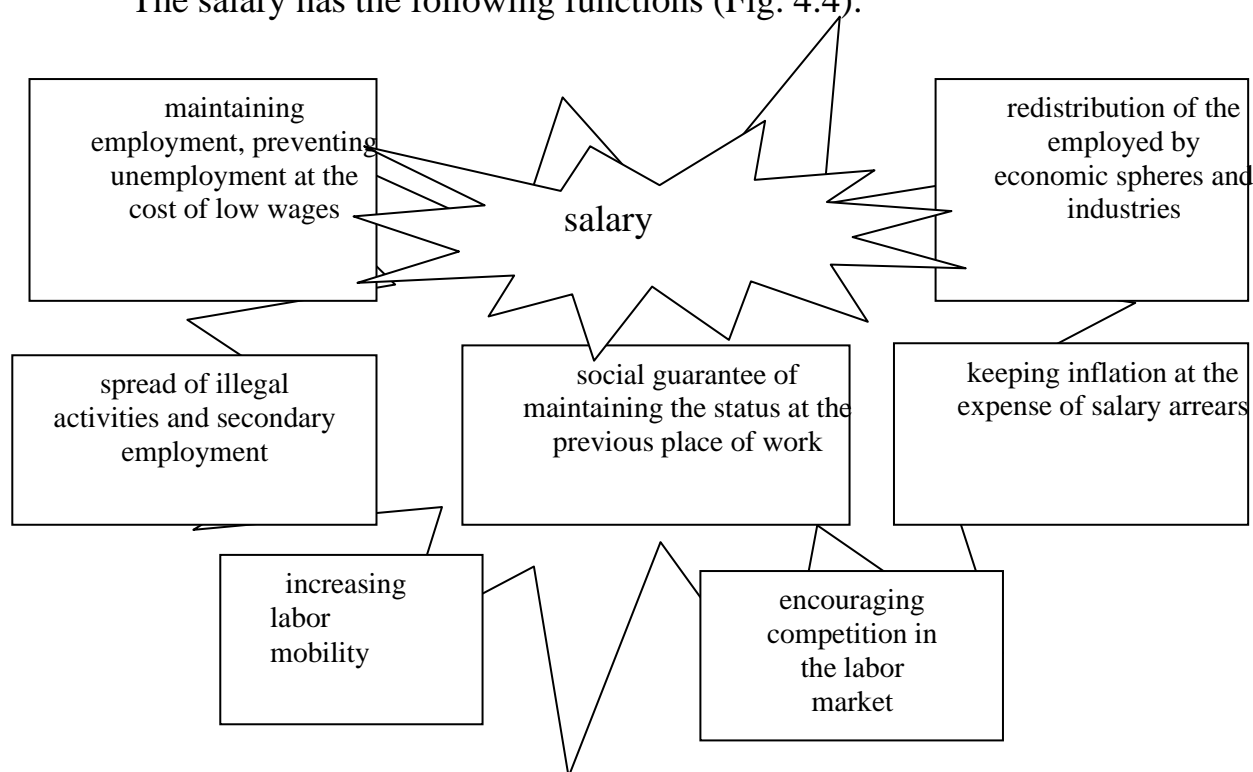 The salary has the following functions (Fig. 4.4).
maintaining
employment, preventing
unemployment at the
cost of low wages
salary
redistribution of the
employed by
economic spheres and
industries
spread of illegal
activities and secondary
employment
social guarantee of
maintaining the status at the
previous place of work
keeping inflation at the
expense of salary arrears
increasing
labor
mobility
encouraging
competition in
the labor
market